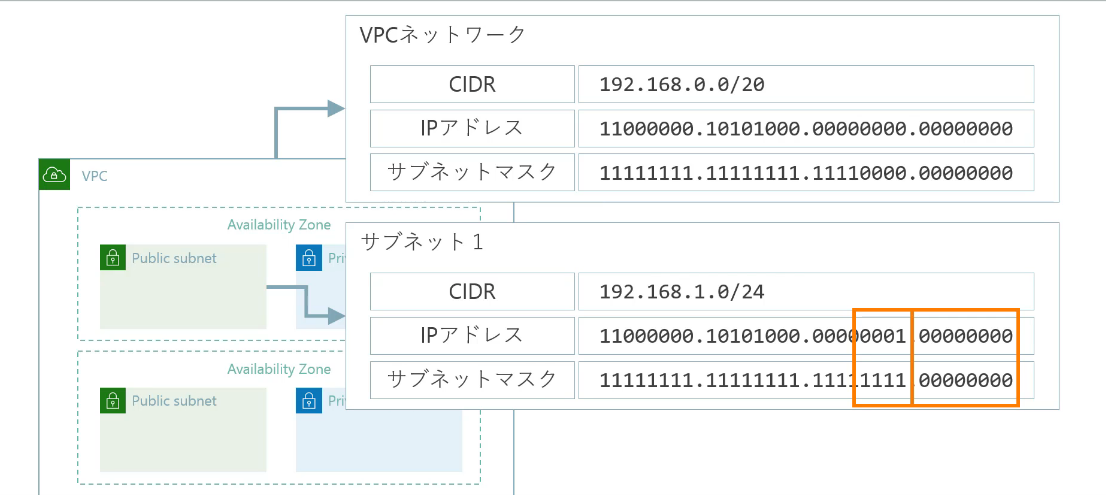 VPCネットワーク
CIDR 192.168.0.0/20
IPアドレス 11000000.10101000.00000000.00000000
サブネットマスク 11111111.11111111.11110000.00000000
VPC
Availability Zone
サブネット1
Public subnet
Pri
CIDR 192.168.1.0/24
IPアドレス 11000000.10101000.00000001.00000000
サブネットマスク 11111111.11111111.11111111.00000000
Availability Zone
Public subnet
Pri